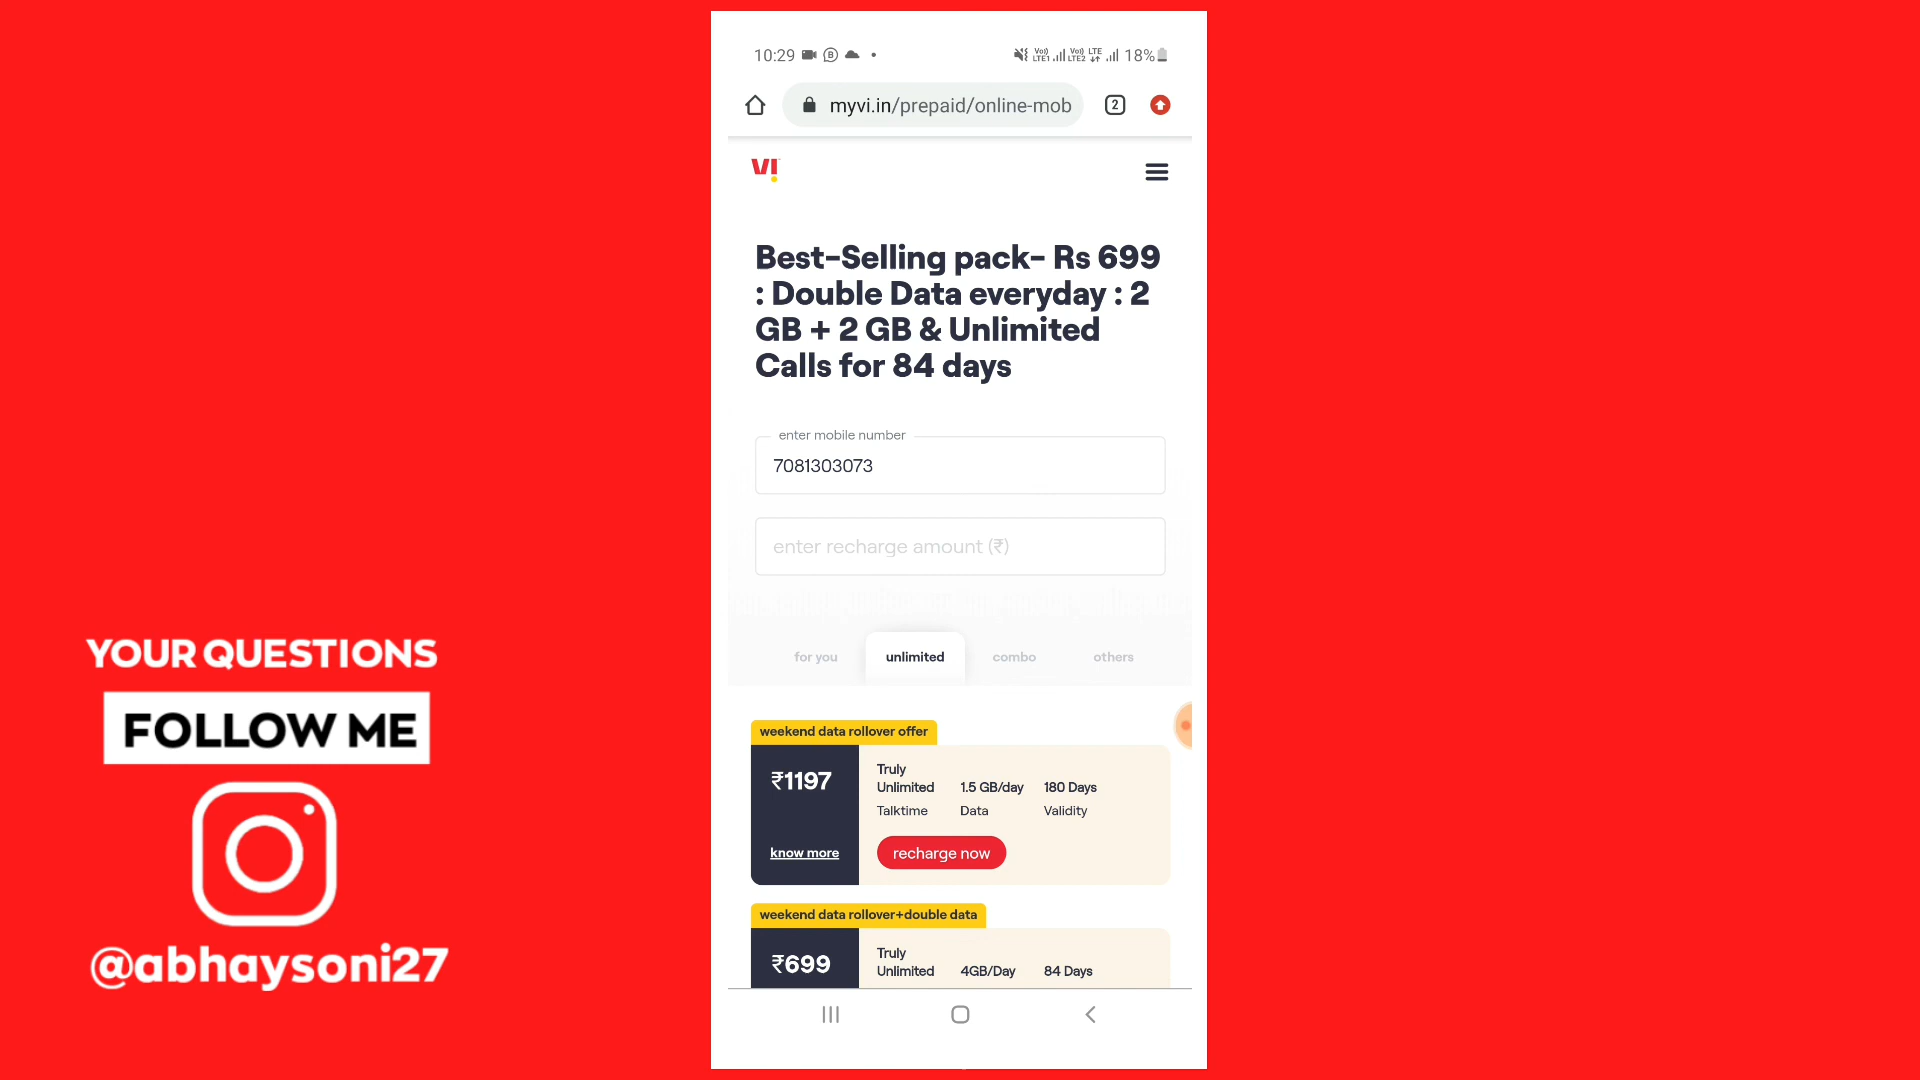 10:29
18%
myvi.in/prepaid/online-mob
2
VI
Best-Selling pack- Rs 699
: Double Data everyday : 2
GB + 2 GB & Unlimited
Calls for 84 days
enter mobile number
7081303073
enter recharge amount (₹)
for you unlimited combo others
weekend data rollover offer
₹1197
Truly
Unlimited 1.5 GB/day 180 Days
Talktime Data Validity
know more
recharge now
weekend data rollover+double data
₹699
Truly
Unlimited 4GB/Day 84 Days
YOUR QUESTIONS
FOLLOW ME
@abhaysoni27